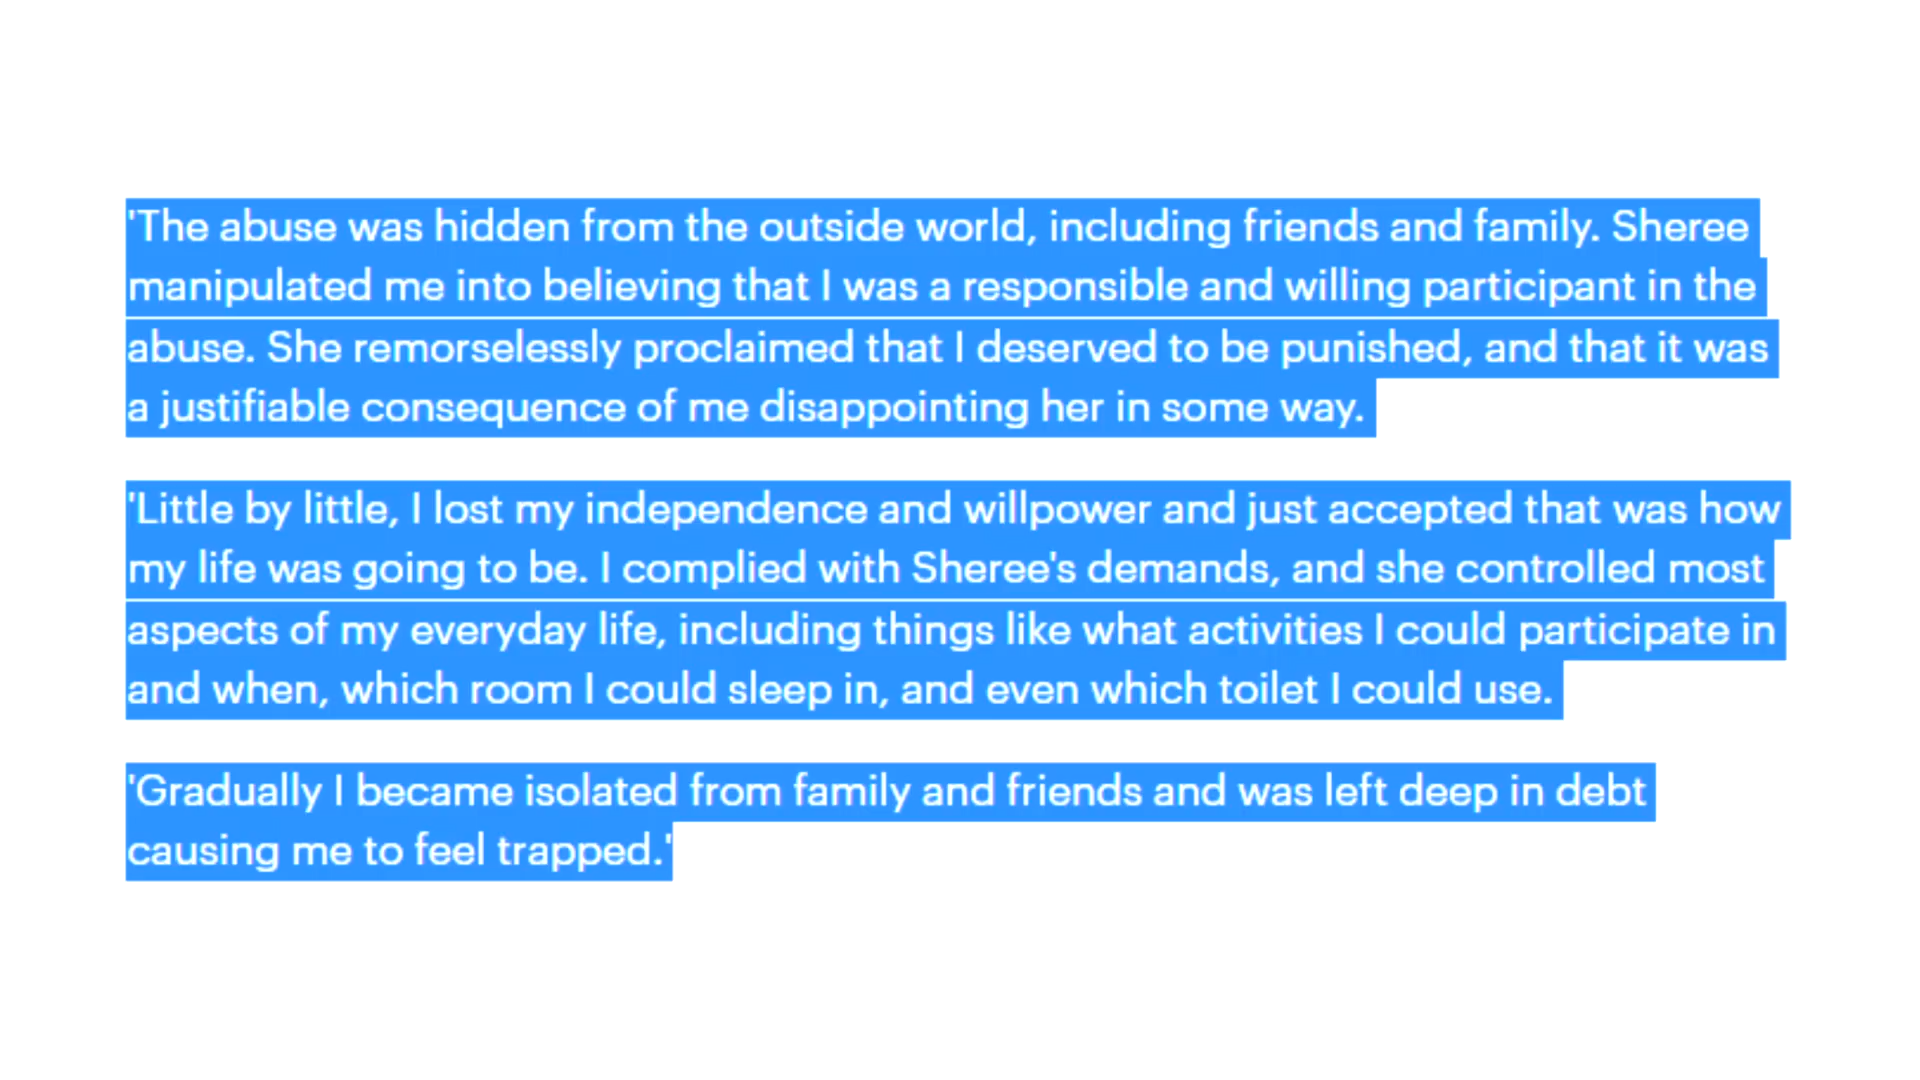 'The abuse was hidden from the outside world, including friends and family. Sheree
manipulated me into believing that I was a responsible and willing participant in the
abuse. She remorselessly proclaimed that I deserved to be punished, and that it was
a justifiable consequence of me disappointing her in some way.
'Little by little, I lost my independence and willpower and just accepted that was how
my life was going to be. I complied with Sheree's demands, and she controlled most
aspects of my everyday life, including things like what activities I could participate in
and when, which room I could sleep in, and even which toilet I could use.
'Gradually I became isolated from family and friends and was left deep in debt
causing me to feel trapped.'